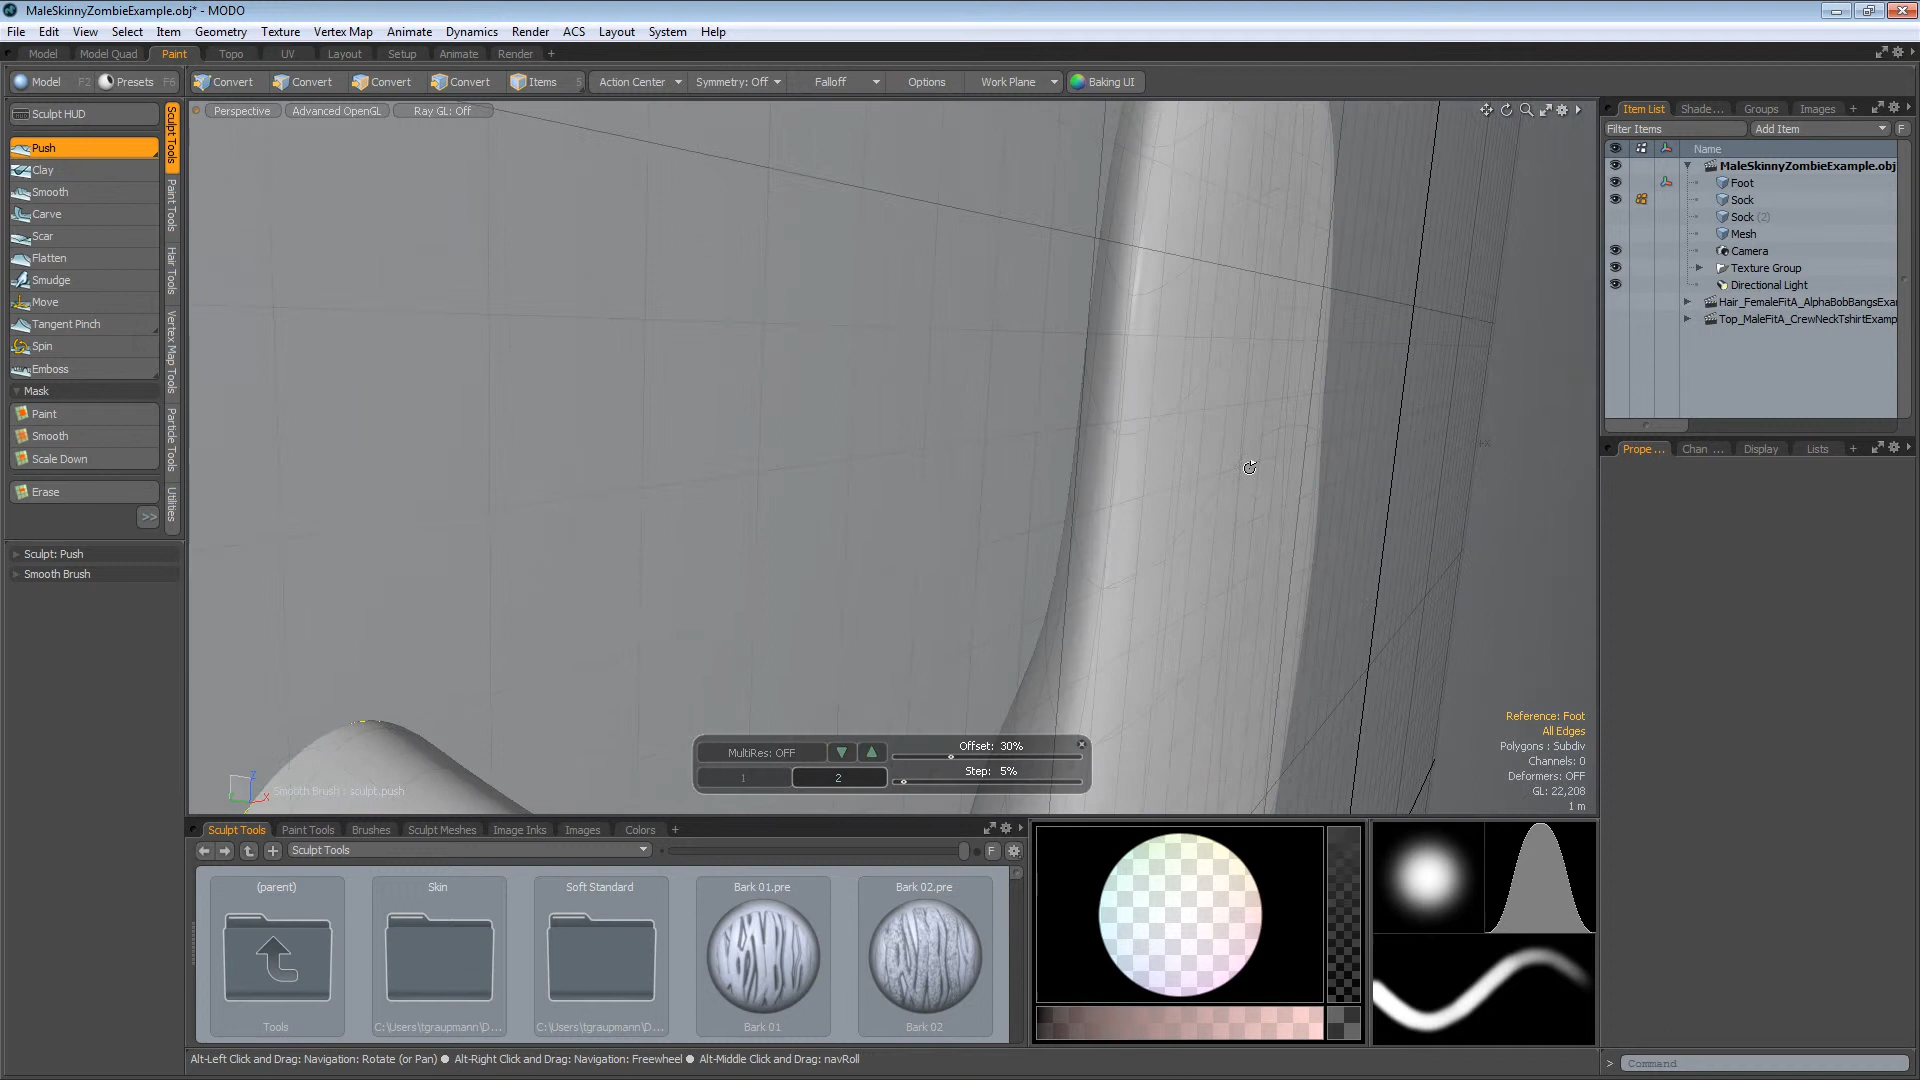 MaleSkinnyZombieExample.obj* - MODO
File Edit View Select Item Geometry Texture Vertex Map Animate Dynamics Render ACS Layout System Help
Model Model Quad Paint Topo UV Layout Setup Animate Render +
Model F2 Presets F6 Convert Convert Convert Convert Items 5 Action Center Symmetry: Off Falloff Options Work Plane Baking UI
Sculpt HUD
Push
Clay
Smooth
Carve
Scar
Flatten
Smudge
Move
Tangent Pinch
Spin
Emboss
Mask
Paint
Smooth
Scale Down
Erase
>>
Sculpt: Push
Smooth Brush
Sculpt Tools
Paint Tools
Hair Tools
Vertex Map Tools
Particle Tools
Utilities
Perspective Advanced OpenGL Ray GL: Off
Smooth Brush : sculpt.push
MultiRes: OFF
1 2
Offset: 30%
Step: 5%
Reference: Foot
All Edges
Polygons : Subdiv
Channels: 0
Deformers: OFF
GL: 22,208
1 m
Item List Shade... Groups Images +
Filter Items Add Item F
Name
MaleSkinnyZombieExample.obj
Foot
Sock
Sock (2)
Mesh
Camera
Texture Group
Directional Light
Hair_FemaleFitA_AlphaBobBangsExar
Top_MaleFitA_CrewNeckTshirtExamp
Prope ... Chan ... Display Lists +
Sculpt Tools Paint Tools Brushes Sculpt Meshes Image Inks Images Colors +
Sculpt Tools F
(parent) Skin Soft Standard Bark 01.pre Bark 02.pre
Tools C:\Users\tgraupmann\D... C:\Users\tgraupmann\D... Bark 01 Bark 02
Alt-Left Click and Drag: Navigation: Rotate (or Pan) ● Alt-Right Click and Drag: Navigation: Freewheel ● Alt-Middle Click and Drag: navRoll
> Command